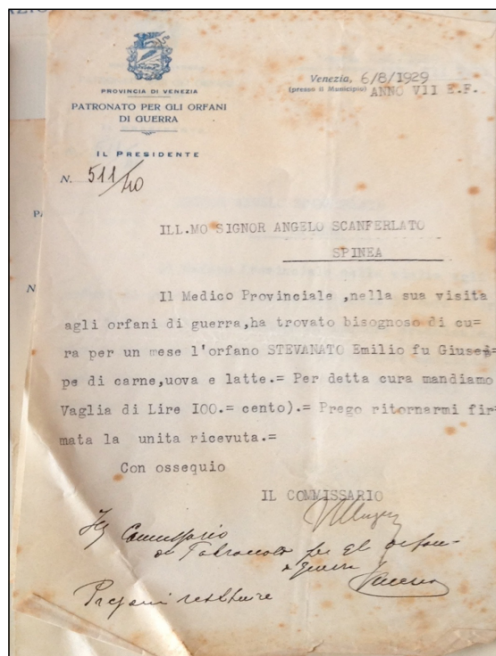 PROVINCIA DI VENEZIA
PATRONATO PER GLI ORFANI
DI GUERRA
IL PRESIDENTE
N. 511/40
Venezia, 6/8/1929
(presso il Municipio) ANNO VII E.F.
ILL.MO SIGNOR ANGELO SCANFERLATO
SPINEA
Il Medico Provinciale ,nella sua visita
agli orfani di guerra,ha trovato bisognoso di cu=
ra per un mese l'orfano STEVANATO Emilio fu Giusep=
pe di carne,uova e latte.= Per detta cura mandiamo
Vaglia di Lire I00.= cento).= Prego ritornarmi fir
mata la unita ricevuta.=
Con ossequio
IL COMMISSARIO
Commissario
Patronato per gli orfani
guerra
Venezia
Pregasi restituire